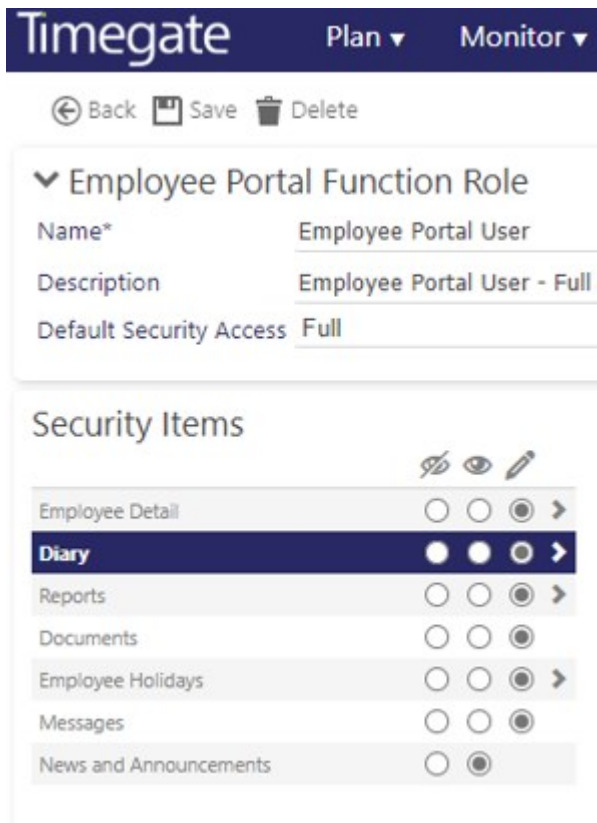 Timegate Plan Monitor
Back Save Delete
Employee Portal Function Role
Name* Employee Portal User
Description Employee Portal User - Full
Default Security Access Full
Security Items
Employee Detail
Diary
Reports
Documents
Employee Holidays
Messages
News and Announcements